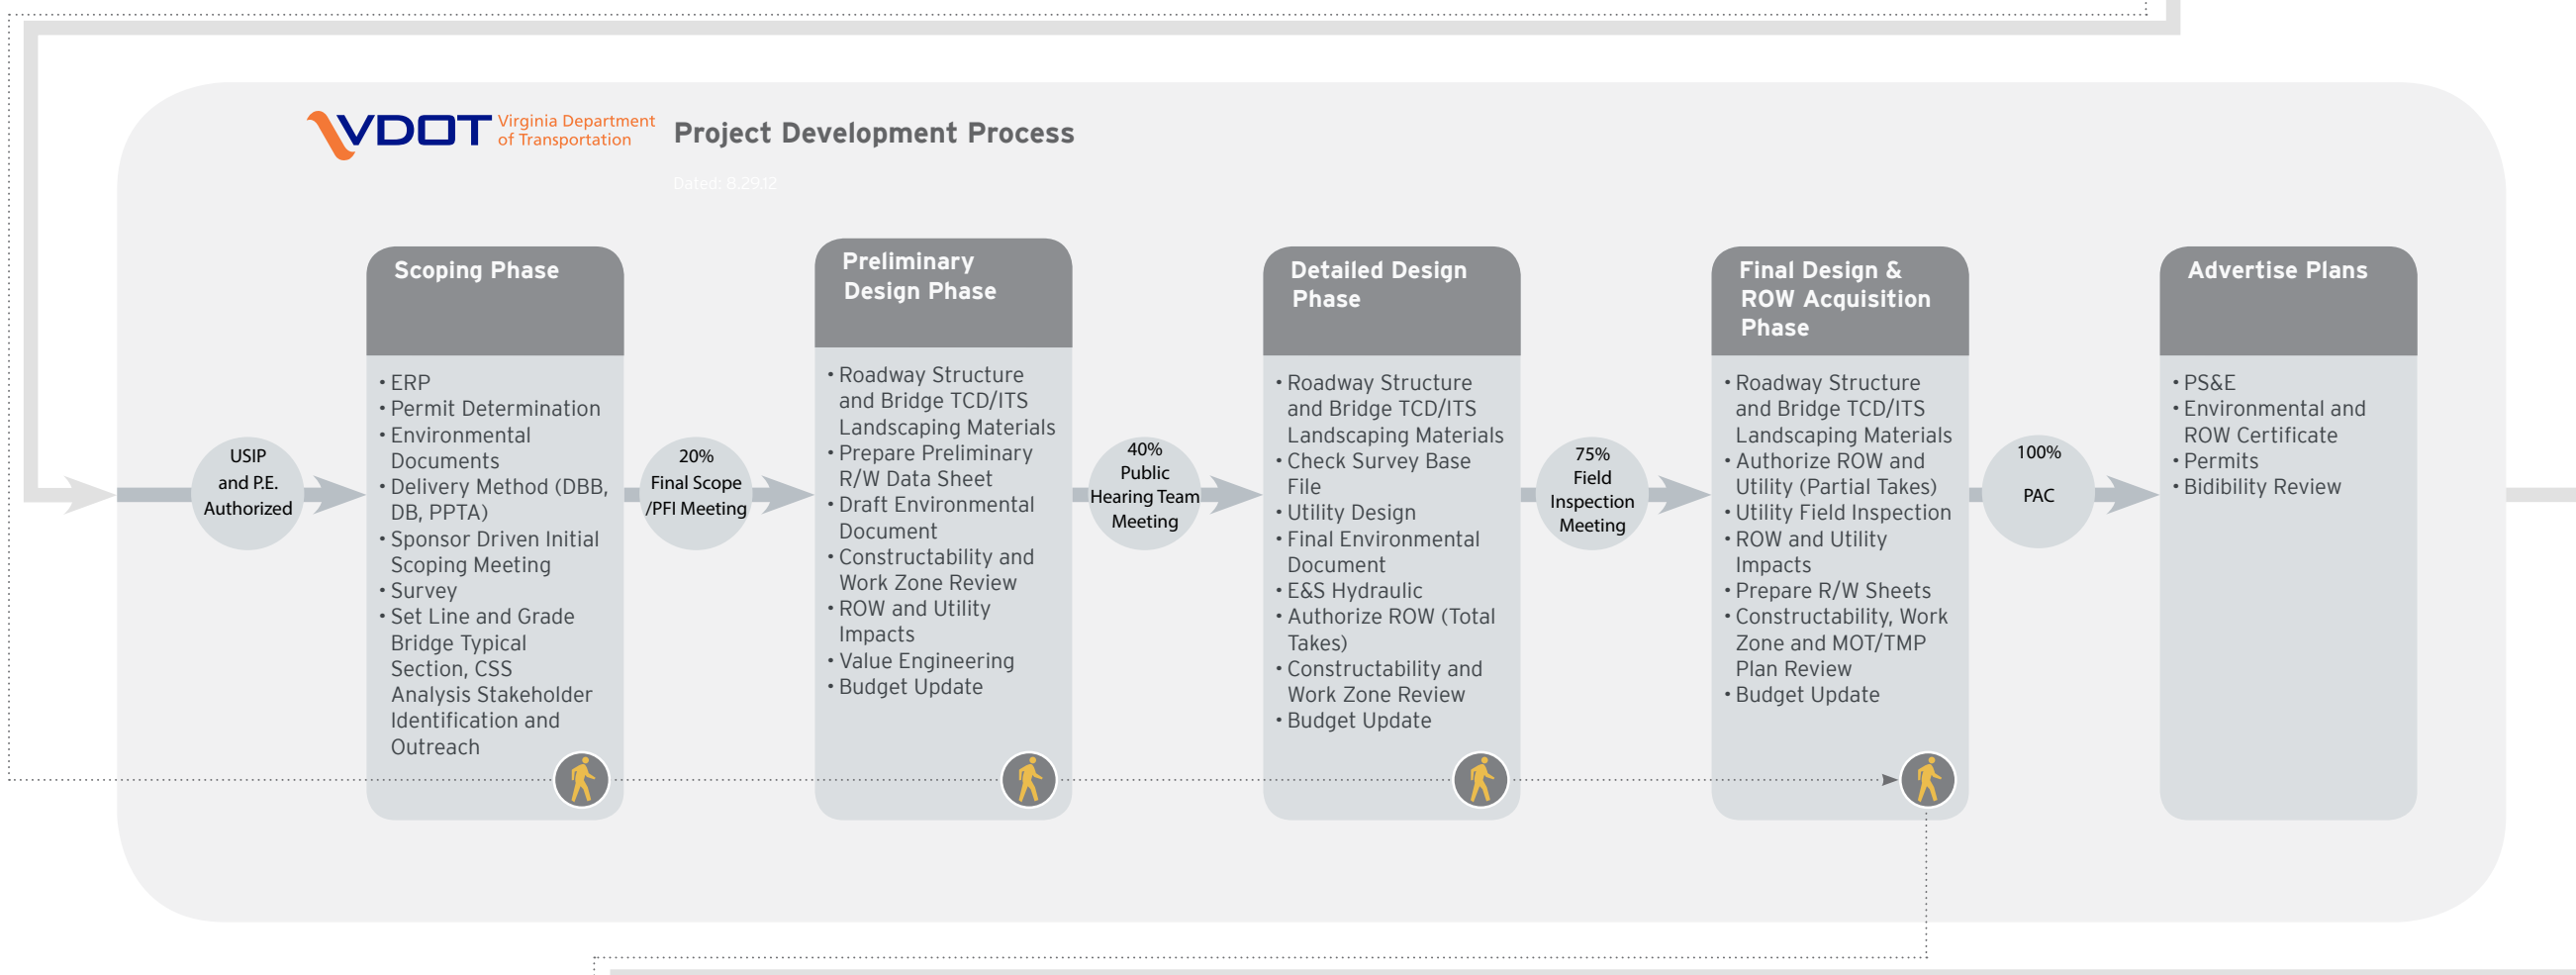 VDOT
Virginia Department
of Transportation
Project Development Process
Dated: 8.29.12
USIP
and P.E.
Authorized
Scoping Phase
• ERP
• Permit Determination
• Environmental
Documents
• Delivery Method (DBB,
DB, PPTA)
• Sponsor Driven Initial
Scoping Meeting
• Survey
• Set Line and Grade
Bridge Typical
Section, CSS
Analysis Stakeholder
Identification and
Outreach
20%
Final Scope
/PFI Meeting
Preliminary
Design Phase
• Roadway Structure
and Bridge TCD/ITS
Landscaping Materials
• Prepare Preliminary
R/W Data Sheet
• Draft Environmental
Document
• Constructability and
Work Zone Review
• ROW and Utility
Impacts
• Value Engineering
• Budget Update
40%
Public
Hearing Team
Meeting
Detailed Design
Phase
• Roadway Structure
and Bridge TCD/ITS
Landscaping Materials
• Check Survey Base
File
• Utility Design
• Final Environmental
Document
• E&S Hydraulic
• Authorize ROW (Total
Takes)
• Constructability and
Work Zone Review
• Budget Update
75%
Field
Inspection
Meeting
Final Design &
ROW Acquisition
Phase
• Roadway Structure
and Bridge TCD/ITS
Landscaping Materials
• Authorize ROW and
Utility (Partial Takes)
• Utility Field Inspection
• ROW and Utility
Impacts
• Prepare R/W Sheets
• Constructability, Work
Zone and MOT/TMP
Plan Review
• Budget Update
100%
PAC
Advertise Plans
• PS&E
• Environmental and
ROW Certificate
• Permits
• Bidibility Review